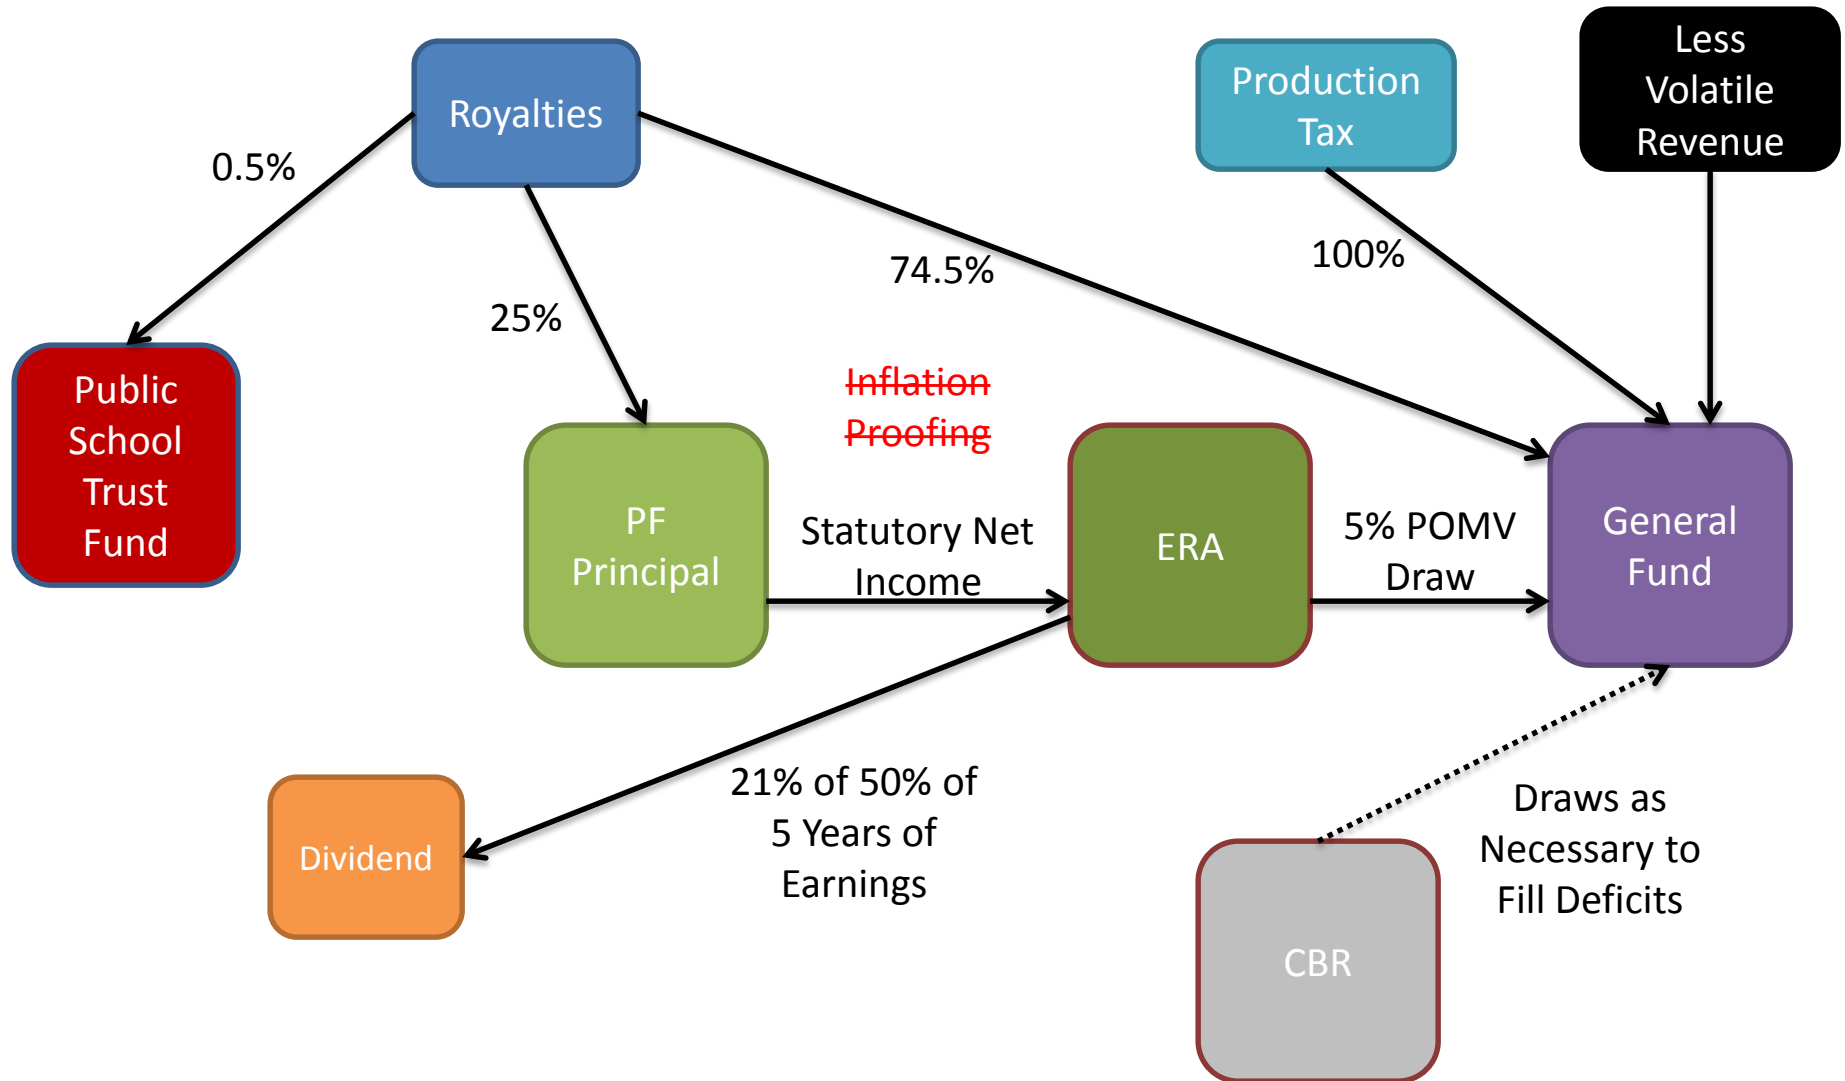 Royalties
Production
Tax
Less
Volatile
Revenue
0.5%
25%
74.5%
100%
Public
School
Trust
Fund
Inflation
Proofing
PF
Principal
Statutory Net
Income
ERA
5% POMV
Draw
General
Fund
Dividend
21% of 50% of
5 Years of
Earnings
CBR
Draws as
Necessary to
Fill Deficits